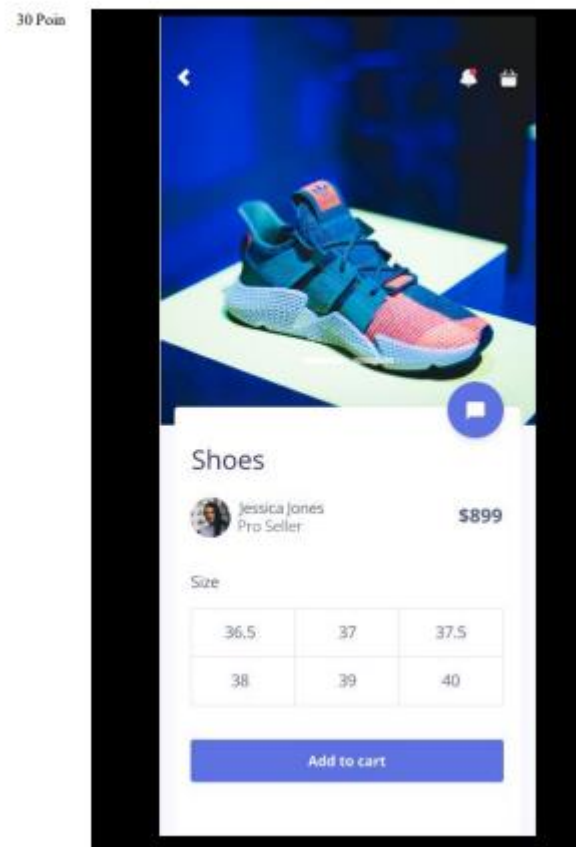 30 Poin
Shoes
Jessica Jones
Pro Seller
$899
Size
36.5 37 37.5
38 39 40
Add to cart